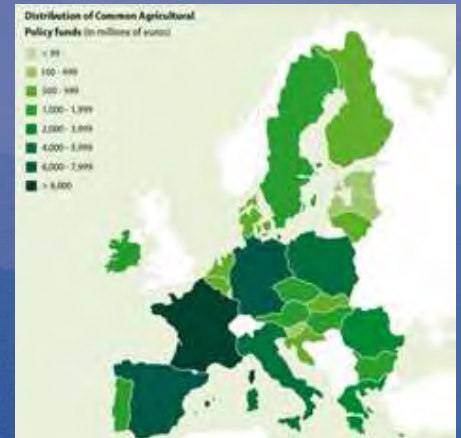 Distribution of Common Agricultural
Policy funds (in millions of euros)
< 99
100 - 499
500 - 999
1,000 - 1,999
2,000 - 3,999
4,000 - 5,999
6,000 - 7,999
> 8,000